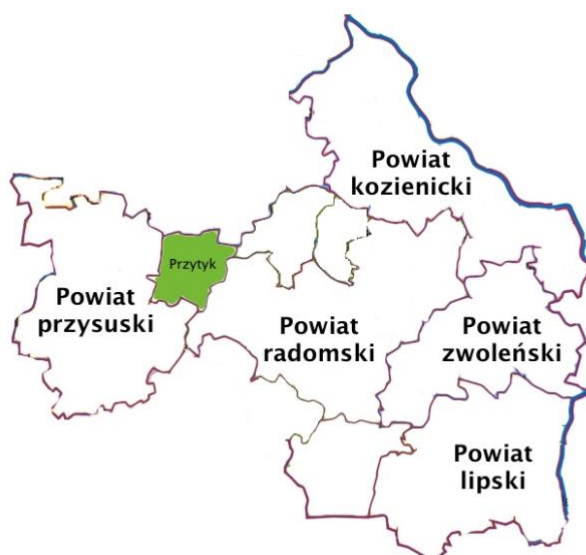 Powiat
kozienicki
Przytyk
Powiat
przysuski
Powiat
radomski
Powiat
zwoleński
Powiat
lipski